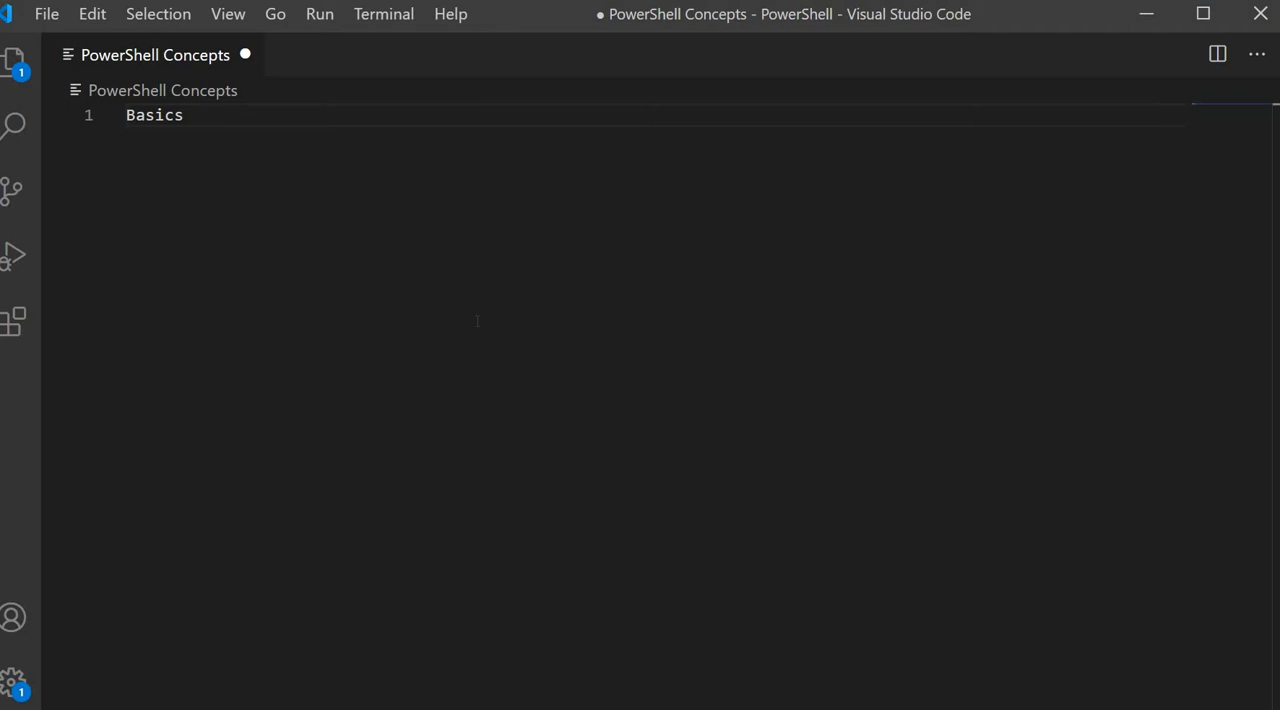 File Edit Selection View Go Run Terminal Help ● PowerShell Concepts - PowerShell - Visual Studio Code
PowerShell Concepts
1
PowerShell Concepts
1 Basics
1